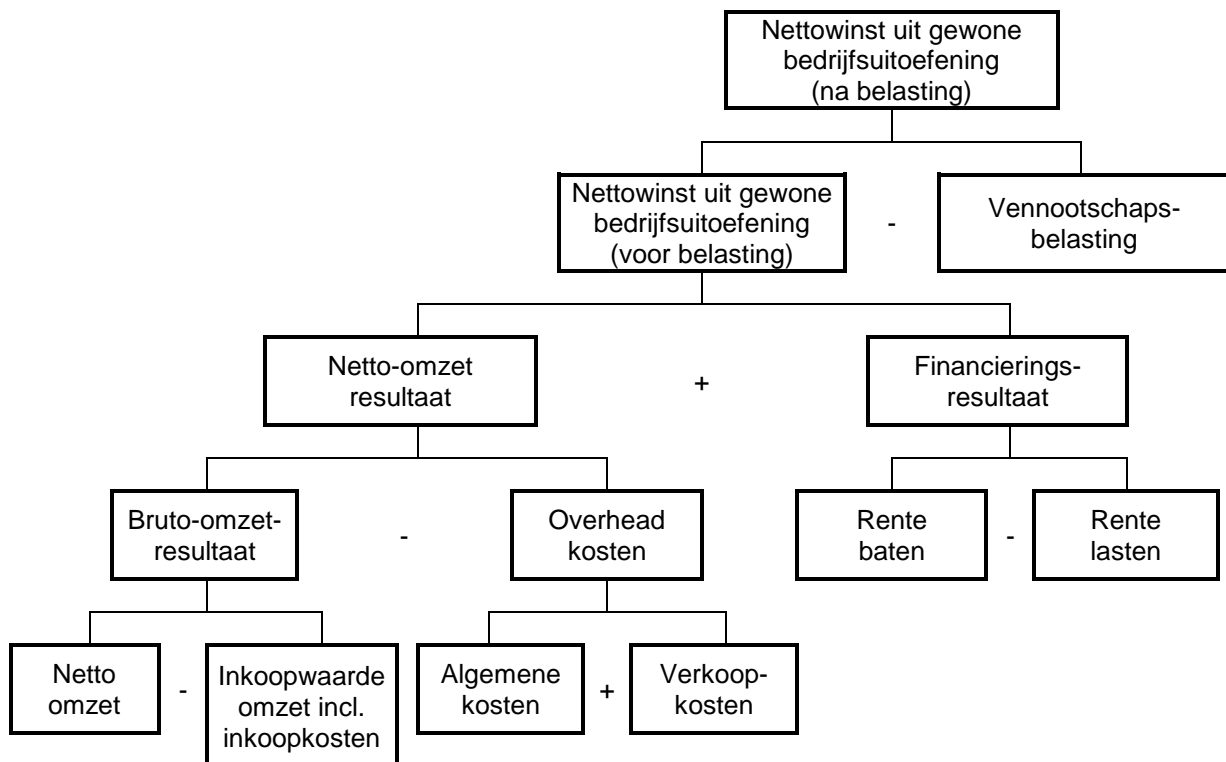 Nettowinst uit gewone
bedrijfsuitoefening
(na belasting)
Nettowinst uit gewone
bedrijfsuitoefening
(voor belasting)
-
Vennootschaps-
belasting
Netto-omzet
resultaat
+
Financierings-
resultaat
Bruto-omzet-
resultaat
-
Overhead
kosten
Rente
baten
-
Rente
lasten
Netto
omzet
-
Inkoopwaarde
omzet incl.
inkoopkosten
Algemene
kosten
+
Verkoop-
kosten